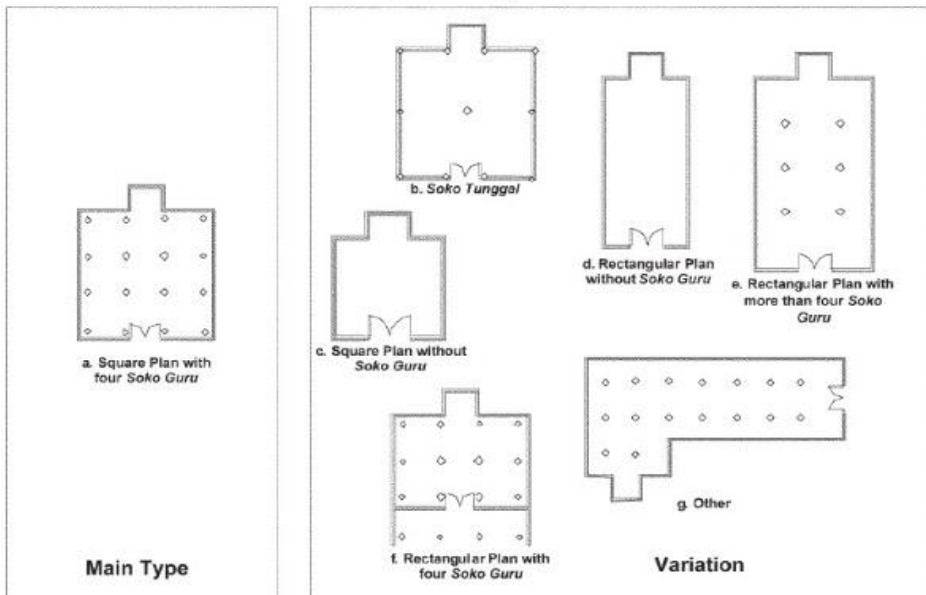 a. Square Plan with
four Soko Guru
Main Type
b. Soko Tunggal
c. Square Plan without
Soko Guru
d. Rectangular Plan
without Soko Guru
e. Rectangular Plan with
more than four Soko
Guru
f. Rectangular Plan with
four Soko Guru
g. Other
Variation